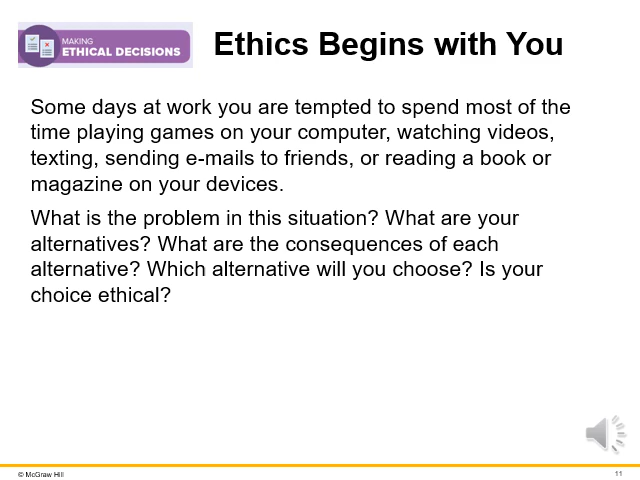 MAKING
ETHICAL DECISIONS
Ethics Begins with You
Some days at work you are tempted to spend most of the
time playing games on your computer, watching videos,
texting, sending e-mails to friends, or reading a book or
magazine on your devices.
What is the problem in this situation? What are your
alternatives? What are the consequences of each
alternative? Which alternative will you choose? Is your
choice ethical?
© McGraw Hill
11